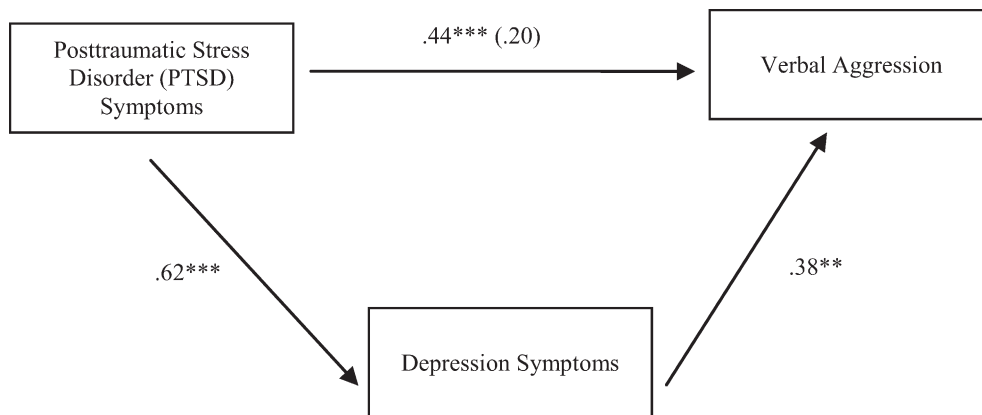 .44*** (.20)
Posttraumatic Stress
Disorder (PTSD)
Symptoms
Verbal Aggression
.62***
.38**
Depression Symptoms